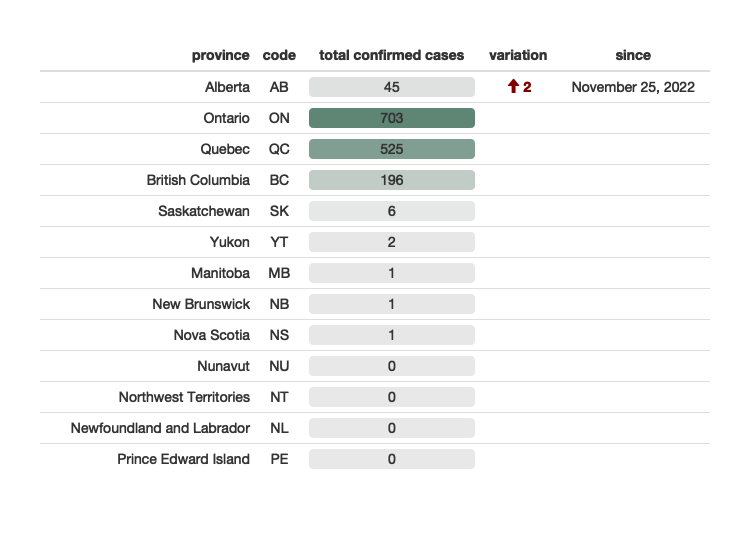 province code total confirmed cases variation since
Alberta AB 45 2 November 25, 2022
Ontario ON 703
Quebec QC 525
British Columbia BC 196
Saskatchewan SK 6
Yukon YT 2
Manitoba MB 1
New Brunswick NB 1
Nova Scotia NS 1
Nunavut NU 0
Northwest Territories NT 0
Newfoundland and Labrador NL 0
Prince Edward Island PE 0